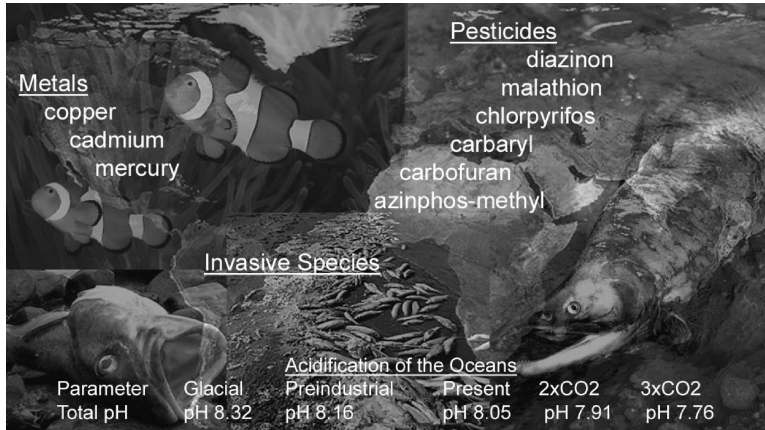 Metals
copper
cadmium
mercury
Pesticides
diazinon
malathion
chlorpyrifos
carbaryl
carbofuran
azinphos-methyl
Invasive Species
Acidification of the Oceans
Parameter Glacial Preindustrial Present 2xCO2 3xCO2
Total pH pH 8.32 pH 8.16 pH 8.05 pH 7.91 pH 7.76